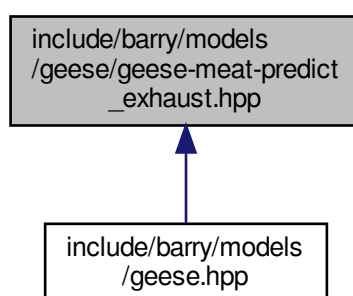 include/barry/models
/geese/geese-meat-predict
_exhaust.hpp
include/barry/models
/geese.hpp